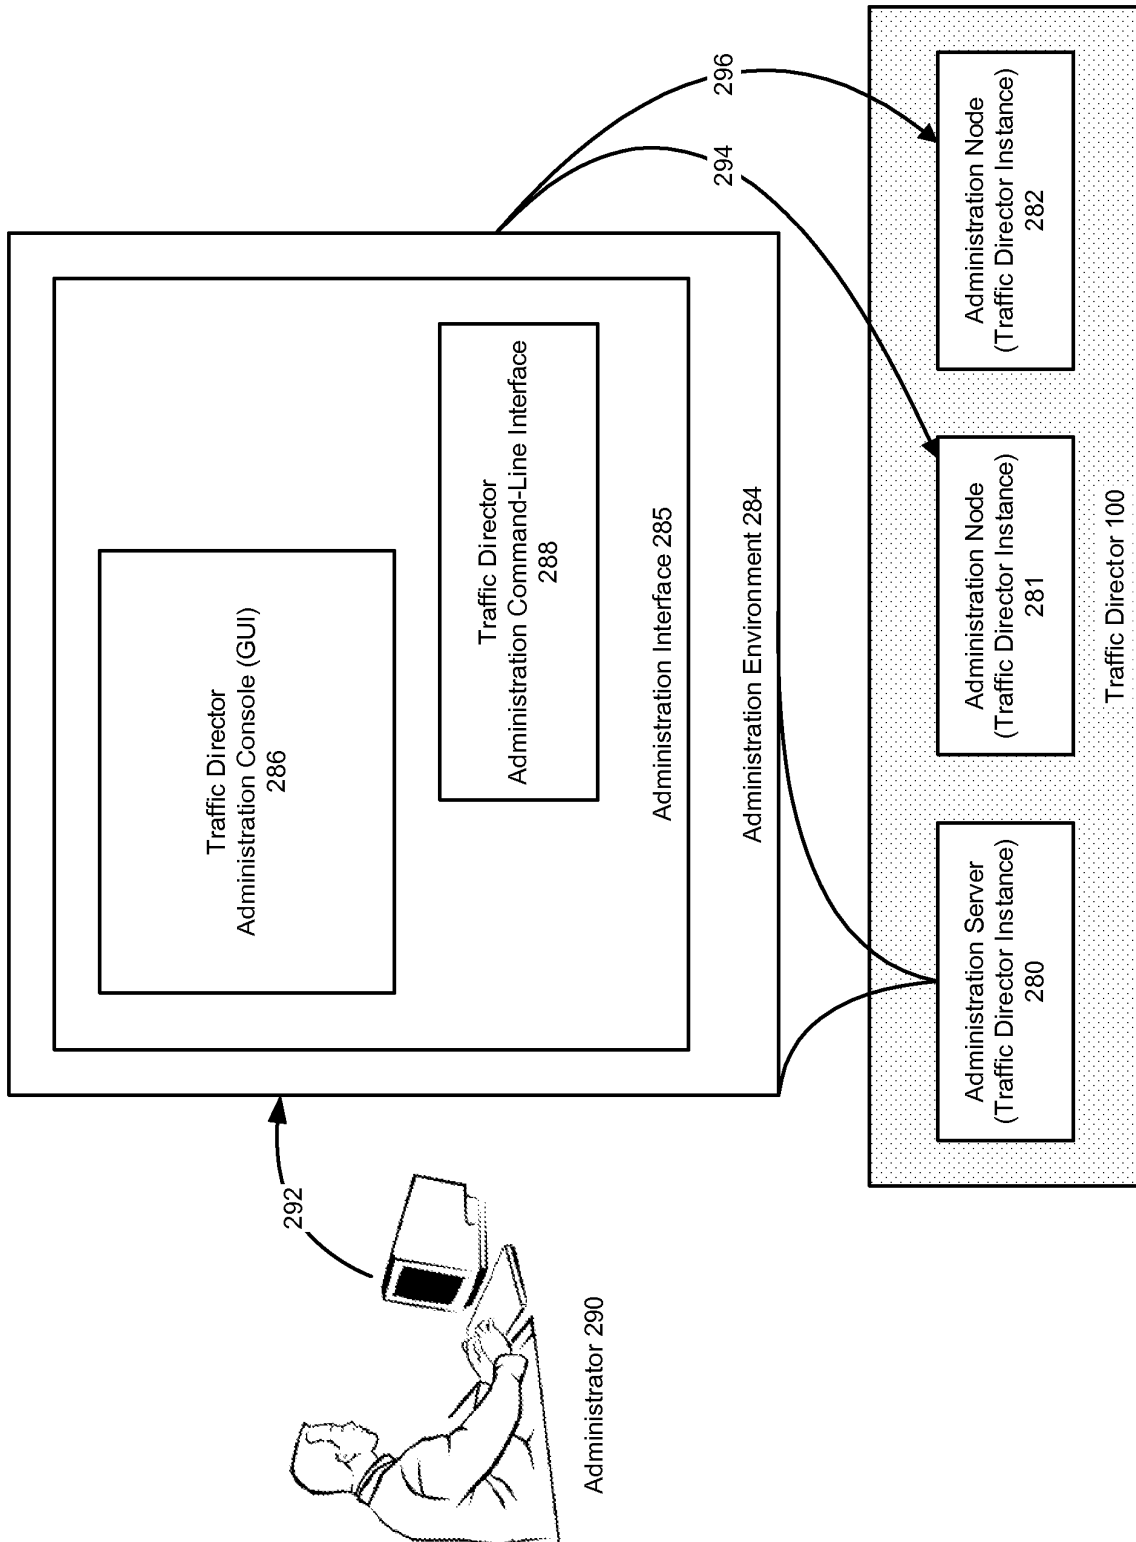 Traffic Director
Administration Console (GUI)
286
Traffic Director
Administration Command-Line Interface
288
Administration Interface 285
Administration Environment 284
292
Administrator 290
294
296
Administration Server
(Traffic Director Instance)
280
Administration Node
(Traffic Director Instance)
281
Administration Node
(Traffic Director Instance)
282
Traffic Director 100